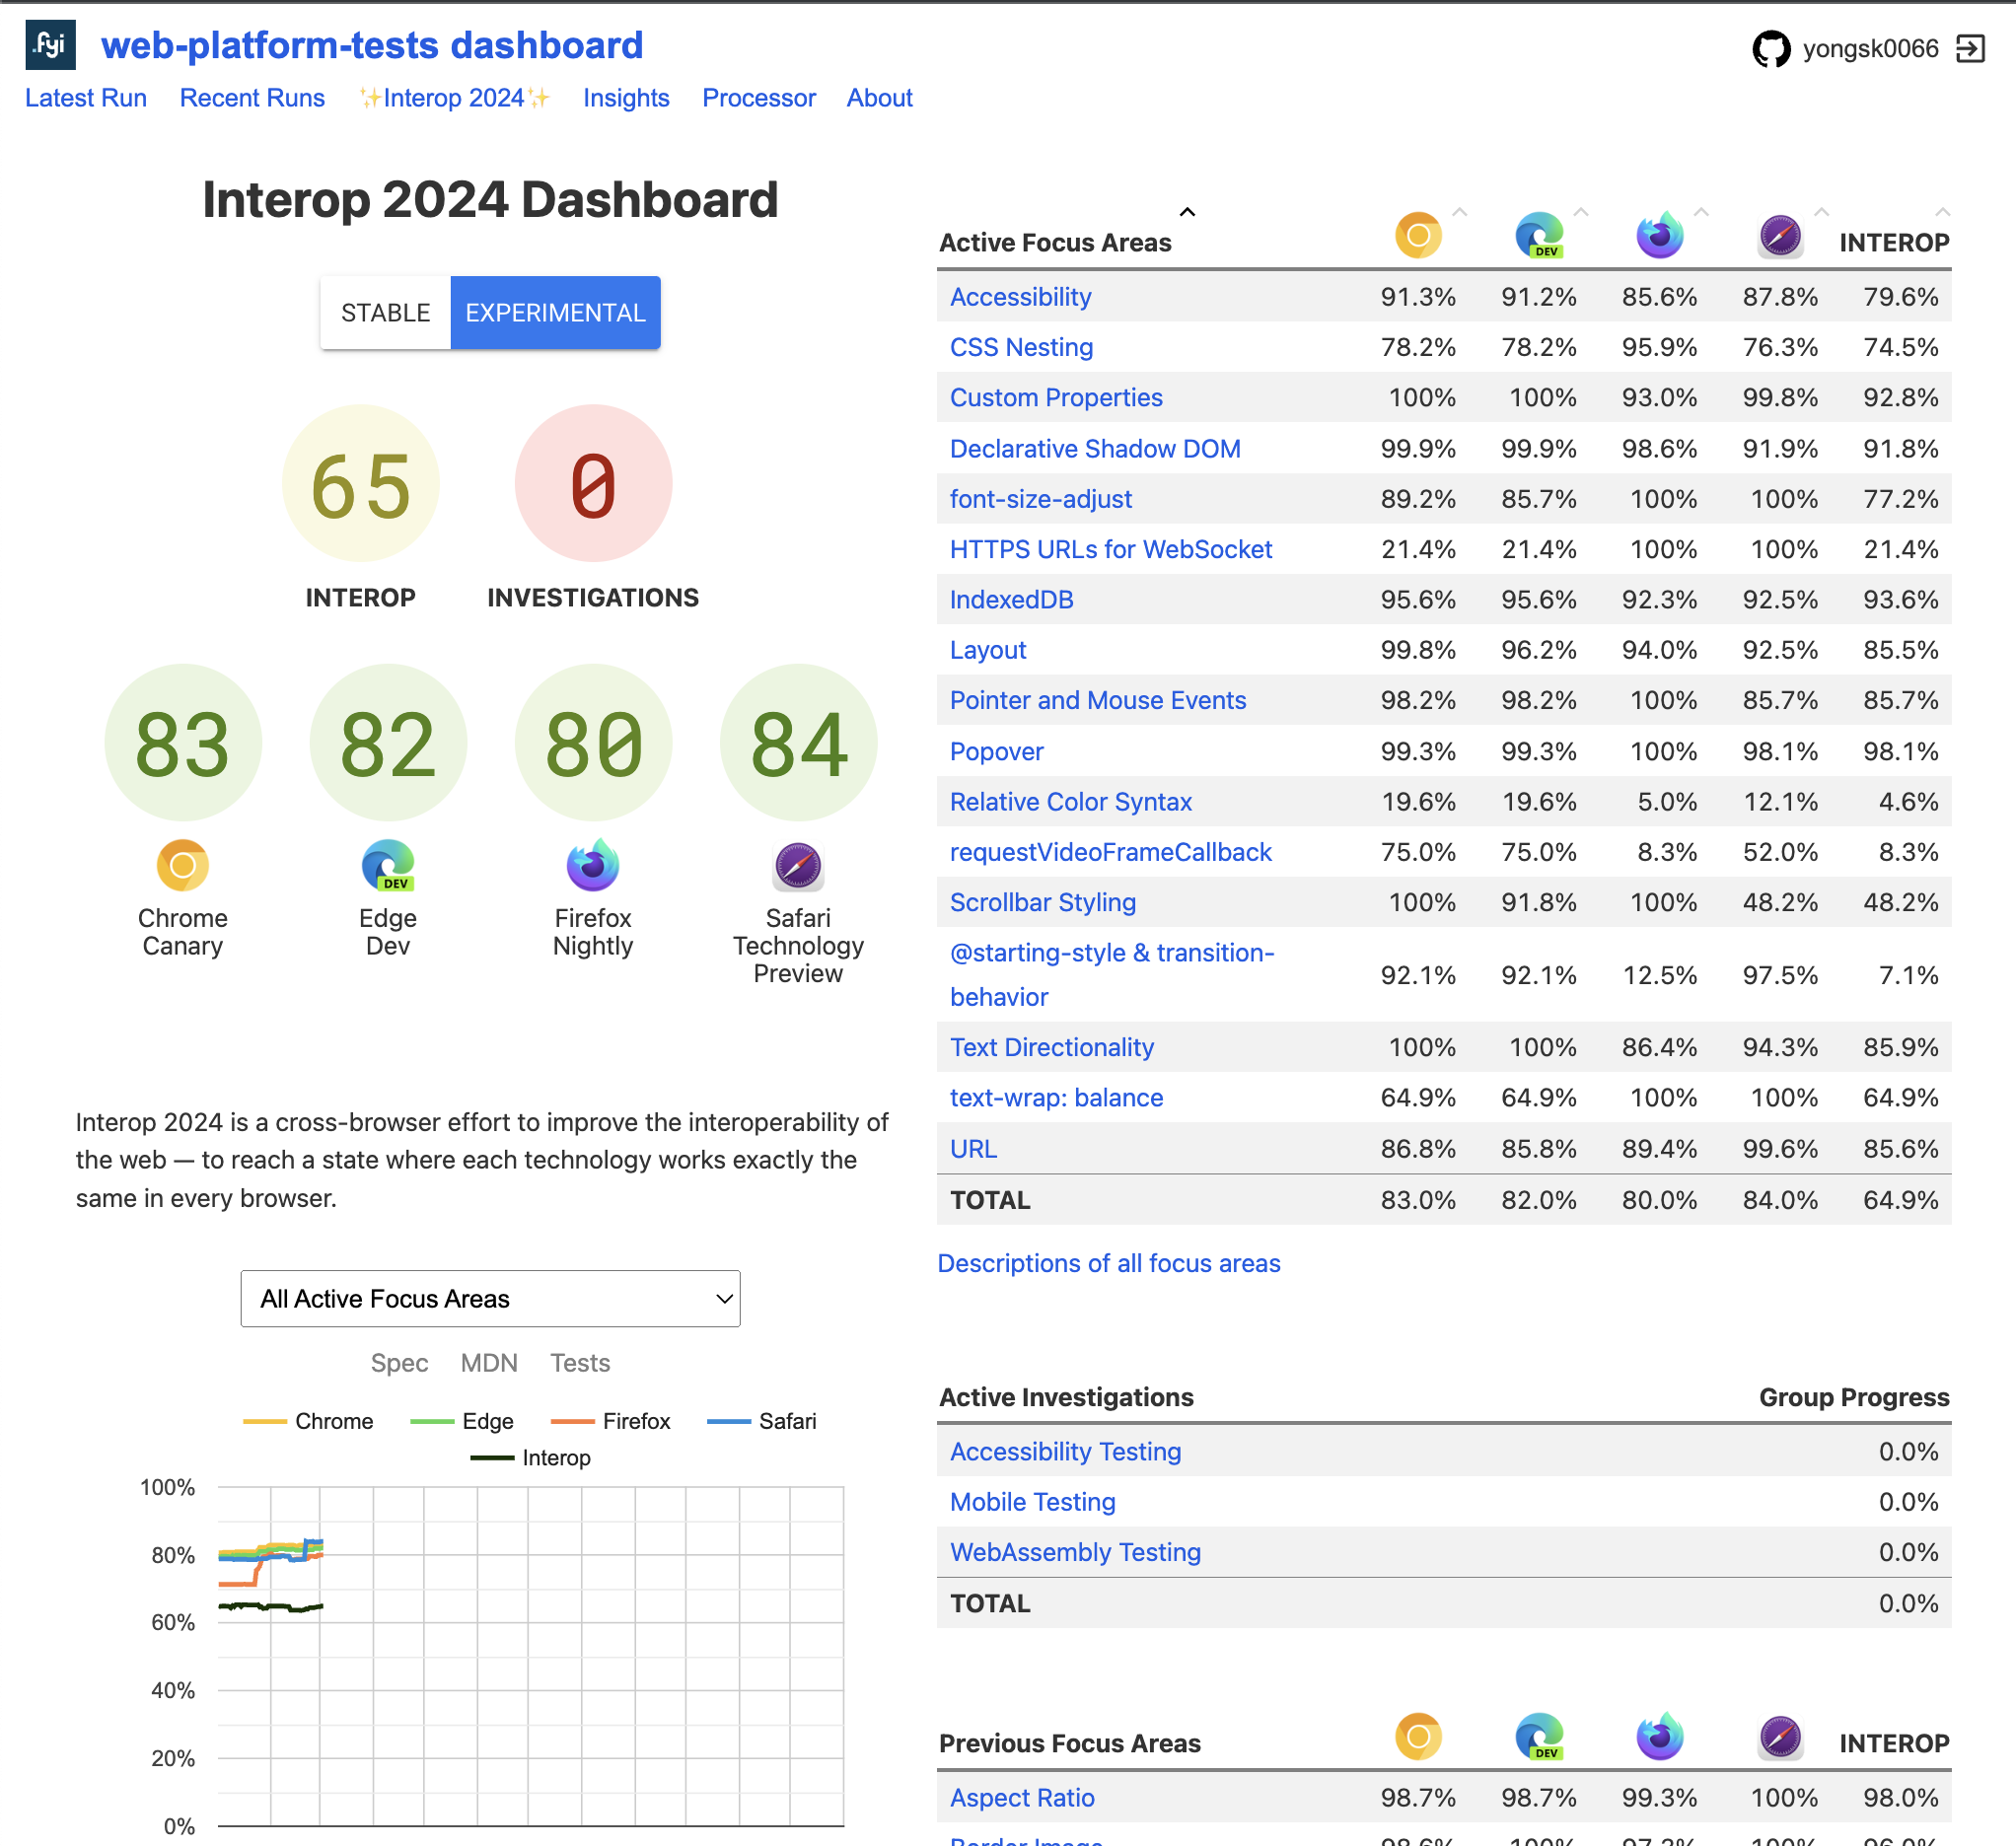 .fyi web-platform-tests dashboard
yongsk0066
Latest Run Recent Runs ✨Interop 2024✨ Insights Processor About
Interop 2024 Dashboard
STABLE EXPERIMENTAL
65 0
INTEROP INVESTIGATIONS
83 82 80 84
DEV
Chrome Canary
Edge Dev
Firefox Nightly
Safari Technology Preview
Interop 2024 is a cross-browser effort to improve the interoperability of
the web — to reach a state where each technology works exactly the
same in every browser.
All Active Focus Areas
Spec MDN Tests
Chrome Edge Firefox Safari
Interop
100%
80%
60%
40%
20%
0%
Active Focus Areas DEV INTEROP
Accessibility 91.3% 91.2% 85.6% 87.8% 79.6%
CSS Nesting 78.2% 78.2% 95.9% 76.3% 74.5%
Custom Properties 100% 100% 93.0% 99.8% 92.8%
Declarative Shadow DOM 99.9% 99.9% 98.6% 91.9% 91.8%
font-size-adjust 89.2% 85.7% 100% 100% 77.2%
HTTPS URLs for WebSocket 21.4% 21.4% 100% 100% 21.4%
IndexedDB 95.6% 95.6% 92.3% 92.5% 93.6%
Layout 99.8% 96.2% 94.0% 92.5% 85.5%
Pointer and Mouse Events 98.2% 98.2% 100% 85.7% 85.7%
Popover 99.3% 99.3% 100% 98.1% 98.1%
Relative Color Syntax 19.6% 19.6% 5.0% 12.1% 4.6%
requestVideoFrameCallback 75.0% 75.0% 8.3% 52.0% 8.3%
Scrollbar Styling 100% 91.8% 100% 48.2% 48.2%
@starting-style & transition-
behavior 92.1% 92.1% 12.5% 97.5% 7.1%
Text Directionality 100% 100% 86.4% 94.3% 85.9%
text-wrap: balance 64.9% 64.9% 100% 100% 64.9%
URL 86.8% 85.8% 89.4% 99.6% 85.6%
TOTAL 83.0% 82.0% 80.0% 84.0% 64.9%
Descriptions of all focus areas
Active Investigations Group Progress
Accessibility Testing 0.0%
Mobile Testing 0.0%
WebAssembly Testing 0.0%
TOTAL 0.0%
Previous Focus Areas DEV INTEROP
Aspect Ratio 98.7% 98.7% 99.3% 100% 98.0%